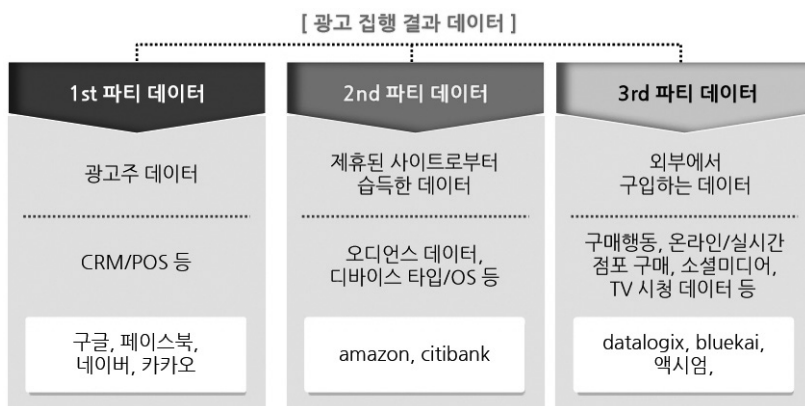 [ 광고 집행 결과 데이터 ]
1st 파티 데이터
광고주 데이터
CRM/POS 등
구글, 페이스북,
네이버, 카카오
2nd 파티 데이터
제휴된 사이트로부터
습득한 데이터
오디언스 데이터,
디바이스 타입/OS 등
amazon, citibank
3rd 파티 데이터
외부에서
구입하는 데이터
구매행동, 온라인/실시간
점포 구매, 소셜미디어,
TV 시청 데이터 등
datalogix, bluekai,
액시엄,